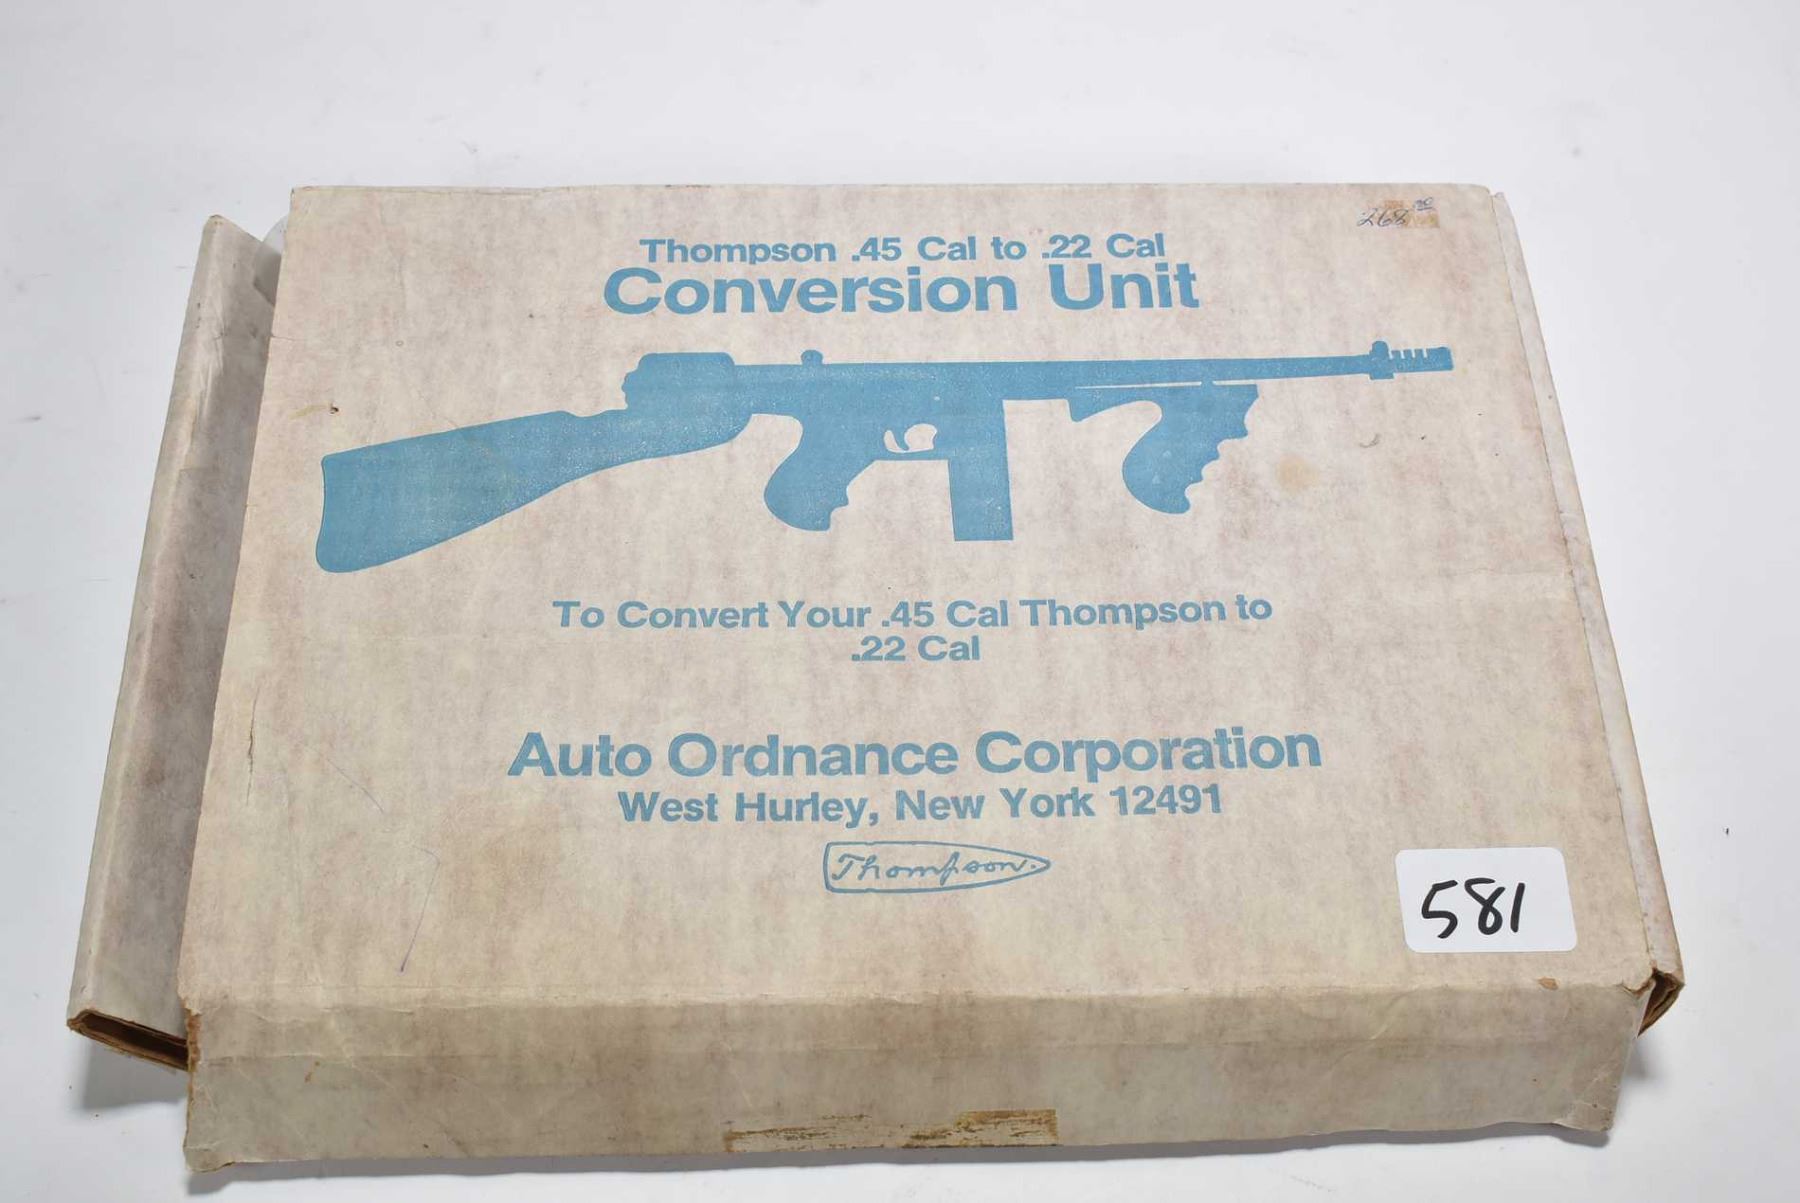 268.00
Thompson .45 Cal to .22 Cal
Conversion Unit
To Convert Your .45 Cal Thompson to
.22 Cal
Auto Ordnance Corporation
West Hurley, New York 12491
Thompson.
581